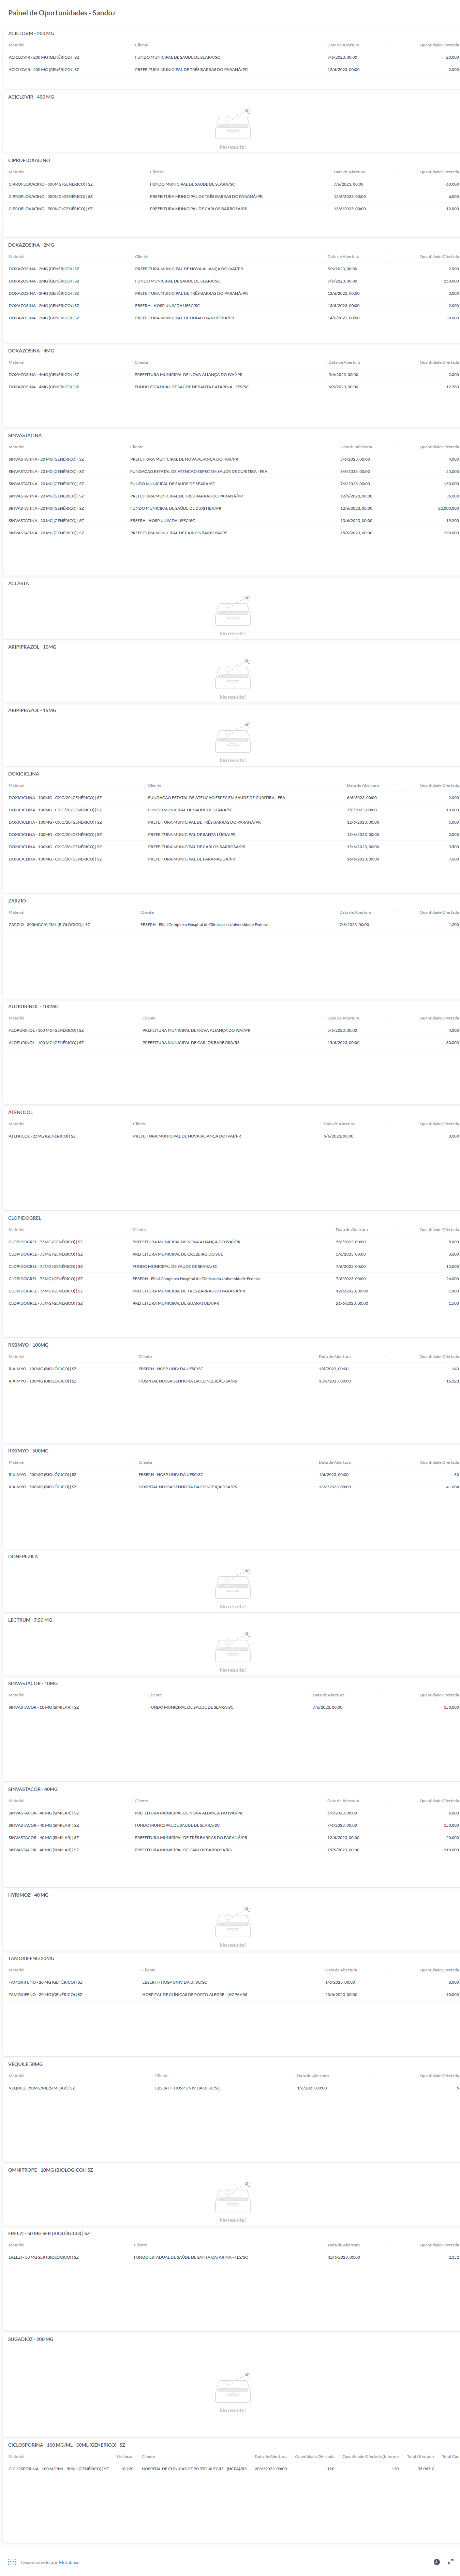 Painel de Oportunidades - Sandoz
ACICLOVIR - 200 MG
Material Cliente Data de Abertura Quantidade Ofertada
ACICLOVIR - 200 MG (GENÉRICO) | SZ FUNDO MUNICIPAL DE SAUDE DE SEARA/SC 7/6/2023, 00:00 20.000
ACICLOVIR - 200 MG (GENÉRICO) | SZ PREFEITURA MUNICIPAL DE TRÊS BARRAS DO PARANÁ/PR 12/6/2023, 00:00 2.000
ACICLOVIR - 400 MG
No results!
CIPROFLOXACINO
Material Cliente Data de Abertura Quantidade Ofertada
CIPROFLOXACINO - 500MG (GENÉRICO) | SZ FUNDO MUNICIPAL DE SAUDE DE SEARA/SC 7/6/2023, 00:00 60.000
CIPROFLOXACINO - 500MG (GENÉRICO) | SZ PREFEITURA MUNICIPAL DE TRÊS BARRAS DO PARANÁ/PR 12/6/2023, 00:00 6.000
CIPROFLOXACINO - 500MG (GENÉRICO) | SZ PREFEITURA MUNICIPAL DE CARLOS BARBOSA/RS 15/6/2023, 00:00 12.000
DOXAZOSINA - 2MG
Material Cliente Data de Abertura Quantidade Ofertada
DOXAZOSINA - 2MG (GENÉRICO) | SZ PREFEITURA MUNICIPAL DE NOVA ALIANÇA DO IVAÍ/PR 5/6/2023, 00:00 2.000
DOXAZOSINA - 2MG (GENÉRICO) | SZ FUNDO MUNICIPAL DE SAUDE DE SEARA/SC 7/6/2023, 00:00 150.000
DOXAZOSINA - 2MG (GENÉRICO) | SZ PREFEITURA MUNICIPAL DE TRÊS BARRAS DO PARANÁ/PR 12/6/2023, 00:00 3.000
DOXAZOSINA - 2MG (GENÉRICO) | SZ EBSERH - HOSP UNIV DA UFSC/SC 13/6/2023, 00:00 2.000
DOXAZOSINA - 2MG (GENÉRICO) | SZ PREFEITURA MUNICIPAL DE UNIÃO DA VITÓRIA/PR 14/6/2023, 00:00 30.000
DOXAZOSINA - 4MG
Material Cliente Data de Abertura Quantidade Ofertada
DOXAZOSINA - 4MG (GENÉRICO) | SZ PREFEITURA MUNICIPAL DE NOVA ALIANÇA DO IVAÍ/PR 5/6/2023, 00:00 2.000
DOXAZOSINA - 4MG (GENÉRICO) | SZ FUNDO ESTADUAL DE SAÚDE DE SANTA CATARINA - FES/SC 6/6/2023, 00:00 12.780
SINVASTATINA
Material Cliente Data de Abertura Quantidade Ofertada
SINVASTATINA - 20 MG (GENÉRICO) | SZ PREFEITURA MUNICIPAL DE NOVA ALIANÇA DO IVAÍ/PR 5/6/2023, 00:00 4.000
SINVASTATINA - 20 MG (GENÉRICO) | SZ FUNDACAO ESTATAL DE ATENCAO ESPEC EM SAUDE DE CURITIBA - FEA 6/6/2023, 00:00 25.000
SINVASTATINA - 20 MG (GENÉRICO) | SZ FUNDO MUNICIPAL DE SAUDE DE SEARA/SC 7/6/2023, 00:00 150.000
SINVASTATINA - 20 MG (GENÉRICO) | SZ PREFEITURA MUNICIPAL DE TRÊS BARRAS DO PARANÁ/PR 12/6/2023, 00:00 36.000
SINVASTATINA - 20 MG (GENÉRICO) | SZ FUNDO MUNICIPAL DE SAÚDE DE CURITIBA/PR 12/6/2023, 00:00 22.000.000
SINVASTATINA - 20 MG (GENÉRICO) | SZ EBSERH - HOSP UNIV DA UFSC/SC 13/6/2023, 00:00 19.200
SINVASTATINA - 20 MG (GENÉRICO) | SZ PREFEITURA MUNICIPAL DE CARLOS BARBOSA/RS 15/6/2023, 00:00 290.000
ACLASTA
No results!
ARIPIPRAZOL - 10MG
No results!
ARIPIPRAZOL - 15MG
No results!
DOXICICLINA
Material Cliente Data de Abertura Quantidade Ofertada
DOXICICLINA - 100MG - CX C/20 (GENÉRICO) | SZ FUNDACAO ESTATAL DE ATENCAO ESPEC EM SAUDE DE CURITIBA - FEA 6/6/2023, 00:00 2.000
DOXICICLINA - 100MG - CX C/20 (GENÉRICO) | SZ FUNDO MUNICIPAL DE SAUDE DE SEARA/SC 7/6/2023, 00:00 10.000
DOXICICLINA - 100MG - CX C/20 (GENÉRICO) | SZ PREFEITURA MUNICIPAL DE TRÊS BARRAS DO PARANÁ/PR 12/6/2023, 00:00 5.000
DOXICICLINA - 100MG - CX C/20 (GENÉRICO) | SZ PREFEITURA MUNICIPAL DE SANTA LÚCIA/PR 13/6/2023, 00:00 2.000
DOXICICLINA - 100MG - CX C/20 (GENÉRICO) | SZ PREFEITURA MUNICIPAL DE CARLOS BARBOSA/RS 15/6/2023, 00:00 3.500
DOXICICLINA - 100MG - CX C/20 (GENÉRICO) | SZ PREFEITURA MUNICIPAL DE PARANAGUÁ/PR 16/6/2023, 00:00 7.600
ZARZIO
Material Cliente Data de Abertura Quantidade Ofertada
ZARZIO - 300MGC/0,5ML (BIOLÓGICO) | SZ EBSERH - Filial Complexo Hospital de Clínicas da Universidade Federal 7/6/2023, 00:00 1.200
ALOPURINOL - 100MG
Material Cliente Data de Abertura Quantidade Ofertada
ALOPURINOL - 100 MG (GENÉRICO) | SZ PREFEITURA MUNICIPAL DE NOVA ALIANÇA DO IVAÍ/PR 5/6/2023, 00:00 4.000
ALOPURINOL - 100 MG (GENÉRICO) | SZ PREFEITURA MUNICIPAL DE CARLOS BARBOSA/RS 15/6/2023, 00:00 20.000
ATENOLOL
Material Cliente Data de Abertura Quantidade Ofertada
ATENOLOL - 25MG (GENÉRICO) | SZ PREFEITURA MUNICIPAL DE NOVA ALIANÇA DO IVAÍ/PR 5/6/2023, 00:00 8.000
CLOPIDOGREL
Material Cliente Data de Abertura Quantidade Ofertada
CLOPIDOGREL - 75MG (GENÉRICO) | SZ PREFEITURA MUNICIPAL DE NOVA ALIANÇA DO IVAÍ/PR 5/6/2023, 00:00 5.000
CLOPIDOGREL - 75MG (GENÉRICO) | SZ PREFEITURA MUNICIPAL DE CRUZEIRO DO SUL 5/6/2023, 00:00 3.600
CLOPIDOGREL - 75MG (GENÉRICO) | SZ FUNDO MUNICIPAL DE SAUDE DE SEARA/SC 7/6/2023, 00:00 15.000
CLOPIDOGREL - 75MG (GENÉRICO) | SZ EBSERH - Filial Complexo Hospital de Clínicas da Universidade Federal 7/6/2023, 00:00 24.000
CLOPIDOGREL - 75MG (GENÉRICO) | SZ PREFEITURA MUNICIPAL DE TRÊS BARRAS DO PARANÁ/PR 12/6/2023, 00:00 1.000
CLOPIDOGREL - 75MG (GENÉRICO) | SZ PREFEITURA MUNICIPAL DE GUARATUBA/PR 21/6/2023, 00:00 1.500
RIXIMYO - 100MG
Material Cliente Data de Abertura Quantidade Ofertada
RIXIMYO - 100MG (BIOLÓGICO) | SZ EBSERH - HOSP UNIV DA UFSC/SC 1/6/2023, 00:00 140
RIXIMYO - 100MG (BIOLÓGICO) | SZ HOSPITAL NOSSA SENHORA DA CONCEIÇÃO SA/RS 13/6/2023, 00:00 16.128
RIXIMYO - 500MG
Material Cliente Data de Abertura Quantidade Ofertada
RIXIMYO - 500MG (BIOLÓGICO) | SZ EBSERH - HOSP UNIV DA UFSC/SC 1/6/2023, 00:00 80
RIXIMYO - 500MG (BIOLÓGICO) | SZ HOSPITAL NOSSA SENHORA DA CONCEIÇÃO SA/RS 13/6/2023, 00:00 41.604
DONEPEZILA
No results!
LECTRUM - 7,50 MG
No results!
SINVASTACOR - 10MG
Material Cliente Data de Abertura Quantidade Ofertada
SINVASTACOR - 10 MG (SIMILAR) | SZ FUNDO MUNICIPAL DE SAUDE DE SEARA/SC 7/6/2023, 00:00 150.000
SINVASTACOR - 40MG
Material Cliente Data de Abertura Quantidade Ofertada
SINVASTACOR - 40 MG (SIMILAR) | SZ PREFEITURA MUNICIPAL DE NOVA ALIANÇA DO IVAÍ/PR 5/6/2023, 00:00 6.000
SINVASTACOR - 40 MG (SIMILAR) | SZ FUNDO MUNICIPAL DE SAUDE DE SEARA/SC 7/6/2023, 00:00 150.000
SINVASTACOR - 40 MG (SIMILAR) | SZ PREFEITURA MUNICIPAL DE TRÊS BARRAS DO PARANÁ/PR 12/6/2023, 00:00 20.000
SINVASTACOR - 40 MG (SIMILAR) | SZ PREFEITURA MUNICIPAL DE CARLOS BARBOSA/RS 15/6/2023, 00:00 110.000
HYRIMOZ - 40 MG
No results!
TAMOXIFENO 20MG
Material Cliente Data de Abertura Quantidade Ofertada
TAMOXIFENO - 20 MG (GENÉRICO) | SZ EBSERH - HOSP UNIV DA UFSC/SC 1/6/2023, 00:00 8.000
TAMOXIFENO - 20 MG (GENÉRICO) | SZ HOSPITAL DE CLÍNICAS DE PORTO ALEGRE - (HCPA)/RS 20/6/2023, 00:00 90.000
VEQUILE 50MG
Material Cliente Data de Abertura Quantidade Ofertada
VEQUILE - 50MG/ML (SIMILAR) | SZ EBSERH - HOSP UNIV DA UFSC/SC 1/6/2023, 00:00 5
OMNITROPE - 10MG (BIOLÓGICO) | SZ
No results!
ERELZI - 50 MG SER (BIOLÓGICO) | SZ
Material Cliente Data de Abertura Quantidade Ofertada
ERELZI - 50 MG SER (BIOLÓGICO) | SZ FUNDO ESTADUAL DE SAÚDE DE SANTA CATARINA - FES/SC 12/6/2023, 00:00 2.352
SUGADIOZ - 200 MG
No results!
CICLOSPORINA - 100 MG/ML - 50ML (GENÉRICO) | SZ
Material Licitacao Cliente Data de Abertura Quantidade Ofertada Quantidade Ofertada (Interno) Total Ofertado Total Gan
CICLOSPORINA - 100 MG/ML - 50ML (GENÉRICO) | SZ 58.220 HOSPITAL DE CLÍNICAS DE PORTO ALEGRE - (HCPA)/RS 20/6/2023, 00:00 120 120 35.065,2
Desenvolvido por Metabase